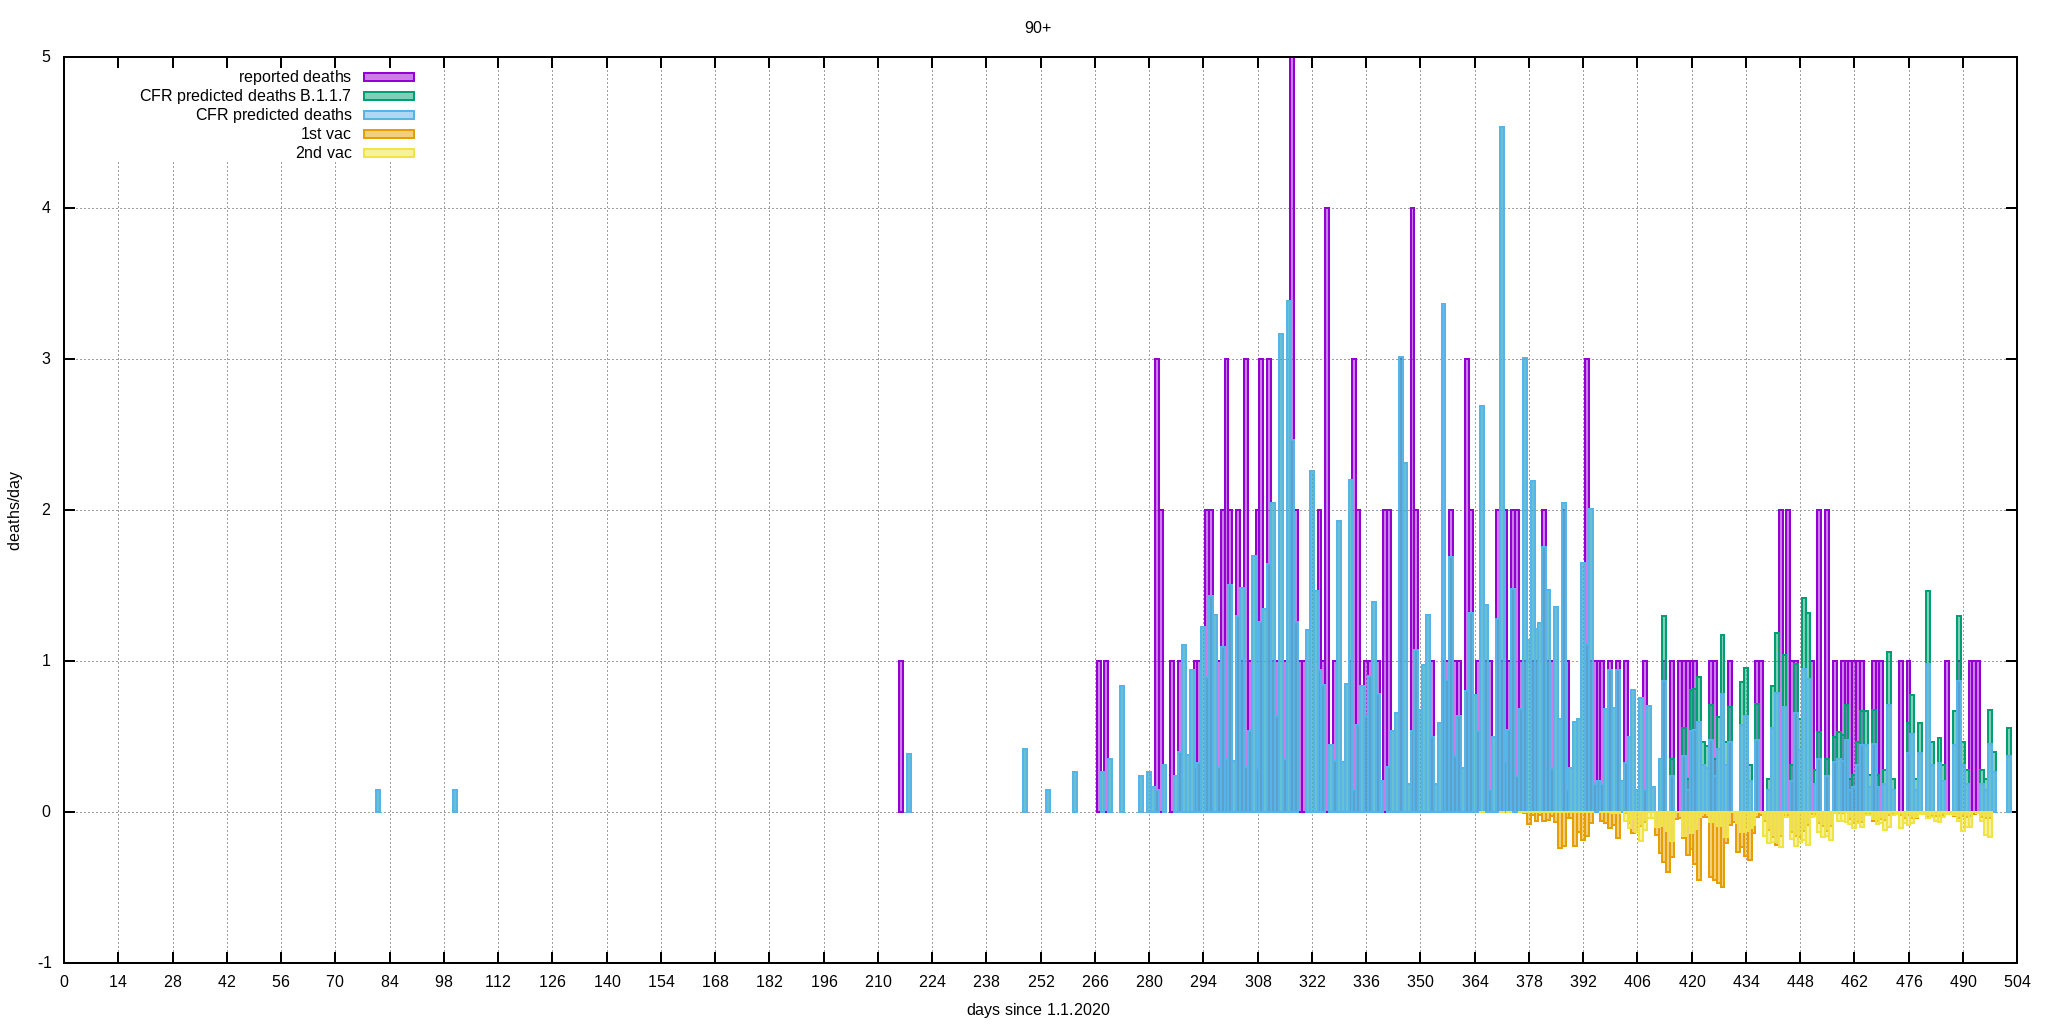 90+
reported deaths
CFR predicted deaths B.1.1.7
CFR predicted deaths
1st vac
2nd vac
5
4
3
2
1
0
-1
deaths/day
0 14 28 42 56 70 84 98 112 126 140 154 168 182 196 210 224 238 252 266 280 294 308 322 336 350 364 378 392 406 420 434 448 462 476 490 504
days since 1.1.2020